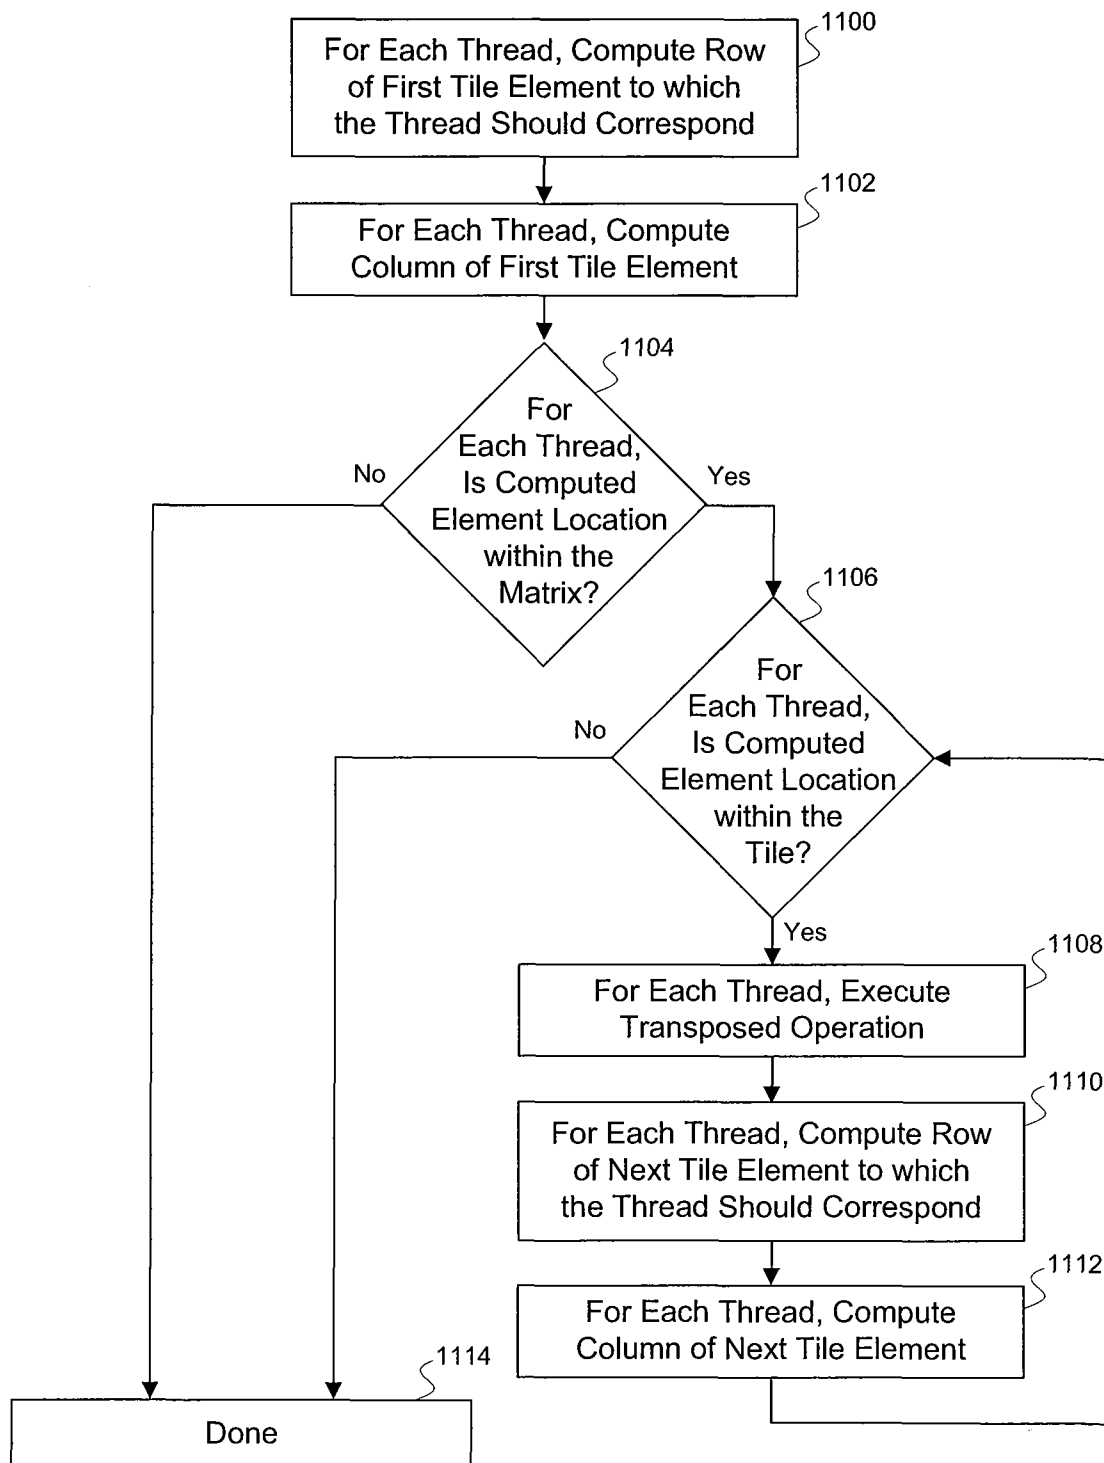 1100
For Each Thread, Compute Row
of First Tile Element to which
the Thread Should Correspond
1102
For Each Thread, Compute
Column of First Tile Element
1104
For
Each Thread,
Is Computed
Element Location
within the
Matrix?
No
Yes
1106
For
Each Thread,
Is Computed
Element Location
within the
Tile?
No
Yes
1108
For Each Thread, Execute
Transposed Operation
1110
For Each Thread, Compute Row
of Next Tile Element to which
the Thread Should Correspond
1112
For Each Thread, Compute
Column of Next Tile Element
1114
Done